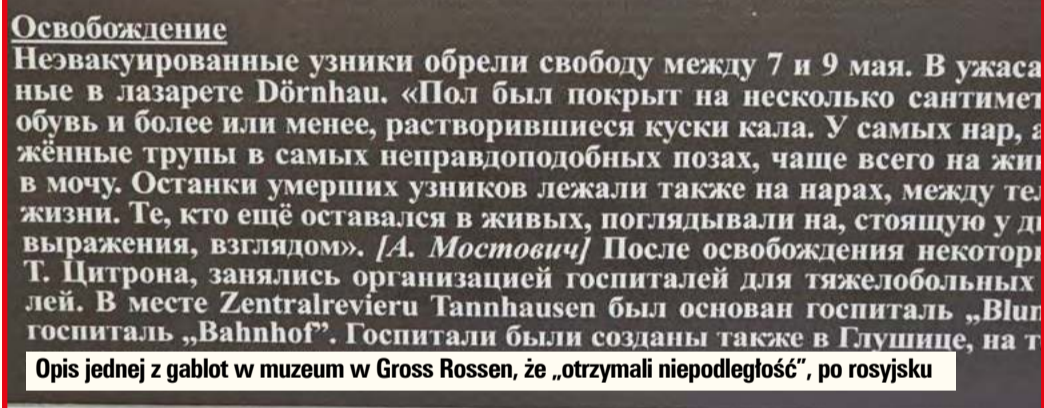 Освобождение
Неэвакуированные узники обрели свободу между 7 и 9 мая. В ужаса
ные в лазарете Dörnhau. «Пол был покрыт на несколько сантимет
обувь и более или менее, растворившиеся куски кала. У самых нар,
жённые трупы в самых неправдоподобных позах, чаще всего на жи
в мочу. Останки умерших узников лежали также на нарах, между те
жизни. Те, кто ещё оставался в живых, поглядывали на, стоящую у
выражения, взглядом». [А. Мостович] После освобождения некотор
Т. Цитрона, занялись организацией госпиталей для тяжелобольных
лей. В месте Zentralrevieru Tannhausen был основан госпиталь „Blu
госпиталь „Bahnhof”. Госпитали были созданы также в Глушице, на
Opis jednej z gablot w muzeum w Gross Rossen, że „otrzymali niepodległość”, po rosyjsku